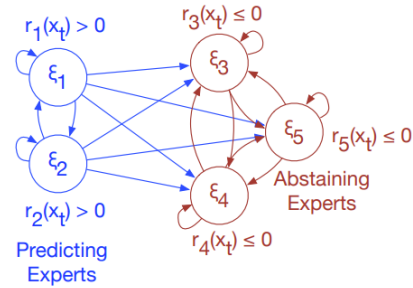 r₁(xₜ) > 0
r₃(xₜ) ≤ 0
ξ₁
ξ₃
ξ₅
r₅(xₜ) ≤ 0
ξ₂
ξ₄
Abstaining
Experts
r₂(xₜ) > 0
r₄(xₜ) ≤ 0
Predicting
Experts